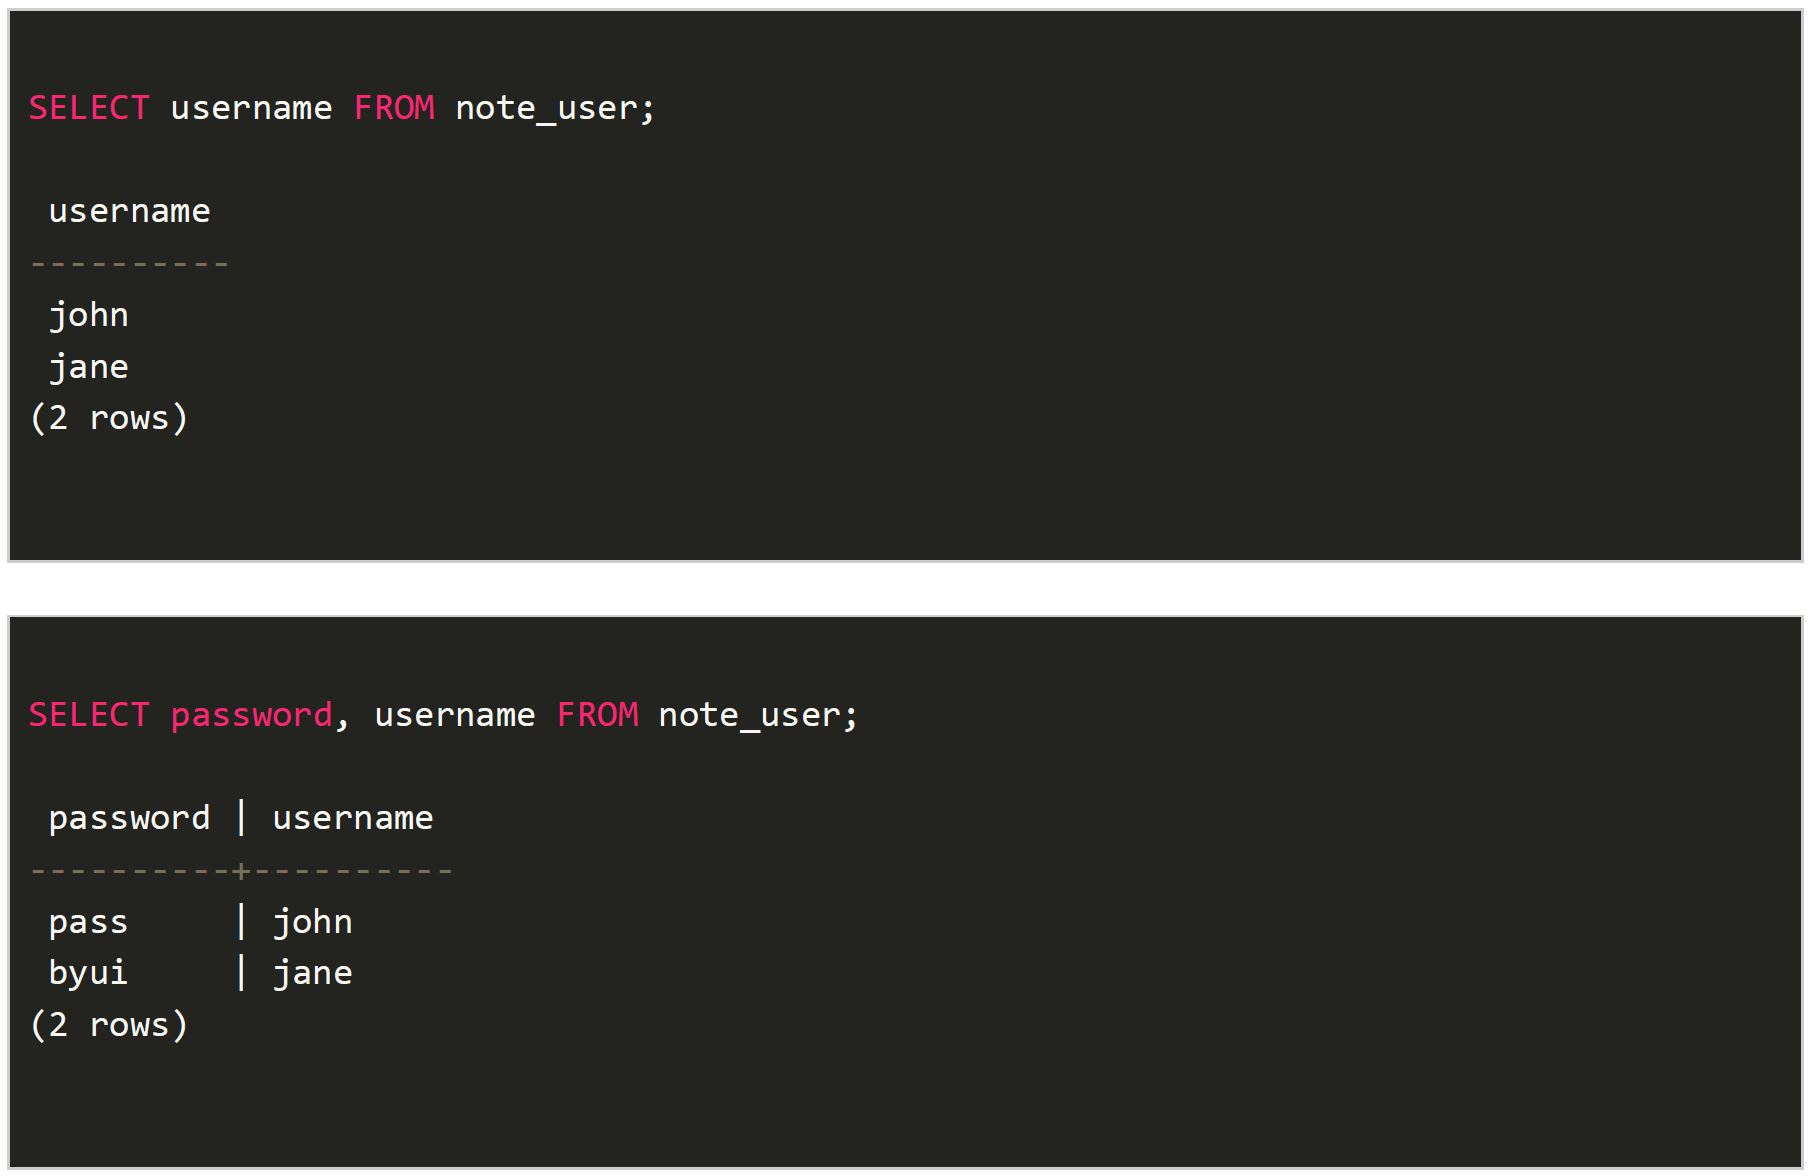 SELECT username FROM note_user;
 username
----------
 john
 jane
(2 rows)
SELECT password, username FROM note_user;
 password | username
----------+----------
 pass     | john
 byui     | jane
(2 rows)